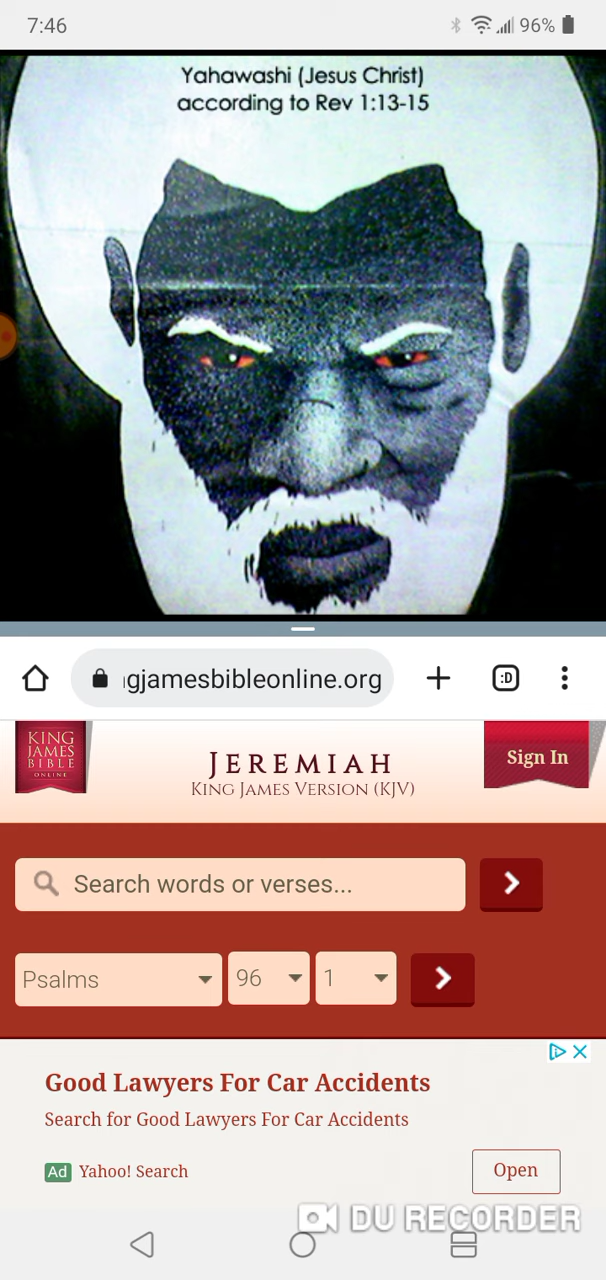 7:46
96%
Yahawashi (Jesus Christ)
according to Rev 1:13-15
ıgjamesbibleonline.org
:D
KING
JAMES
BIBLE
ONLINE
JEREMIAH
KING JAMES VERSION (KJV)
Sign In
Search words or verses...
Psalms
96
1
Good Lawyers For Car Accidents
Search for Good Lawyers For Car Accidents
Ad Yahoo! Search
Open
DU RECORDER